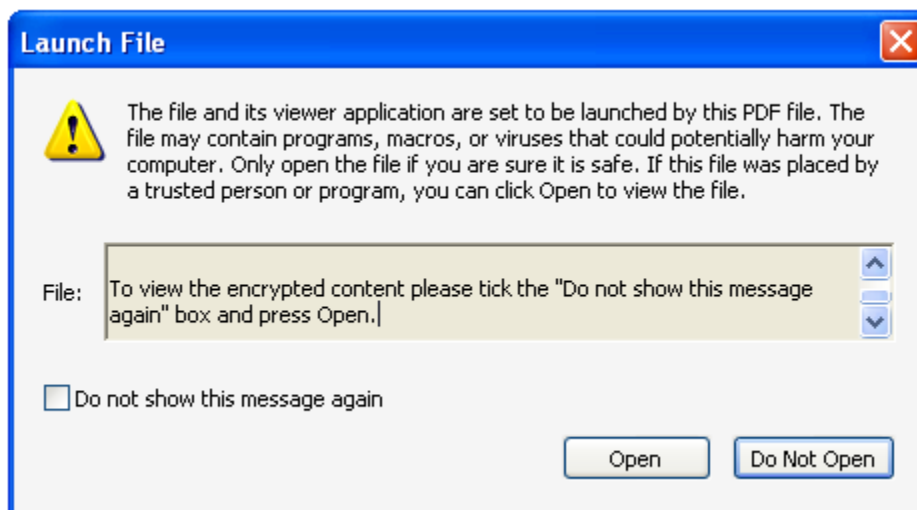 Launch File
The file and its viewer application are set to be launched by this PDF file. The
file may contain programs, macros, or viruses that could potentially harm your
computer. Only open the file if you are sure it is safe. If this file was placed by
a trusted person or program, you can click Open to view the file.
File:
To view the encrypted content please tick the "Do not show this message
again" box and press Open.
Do not show this message again
Open
Do Not Open